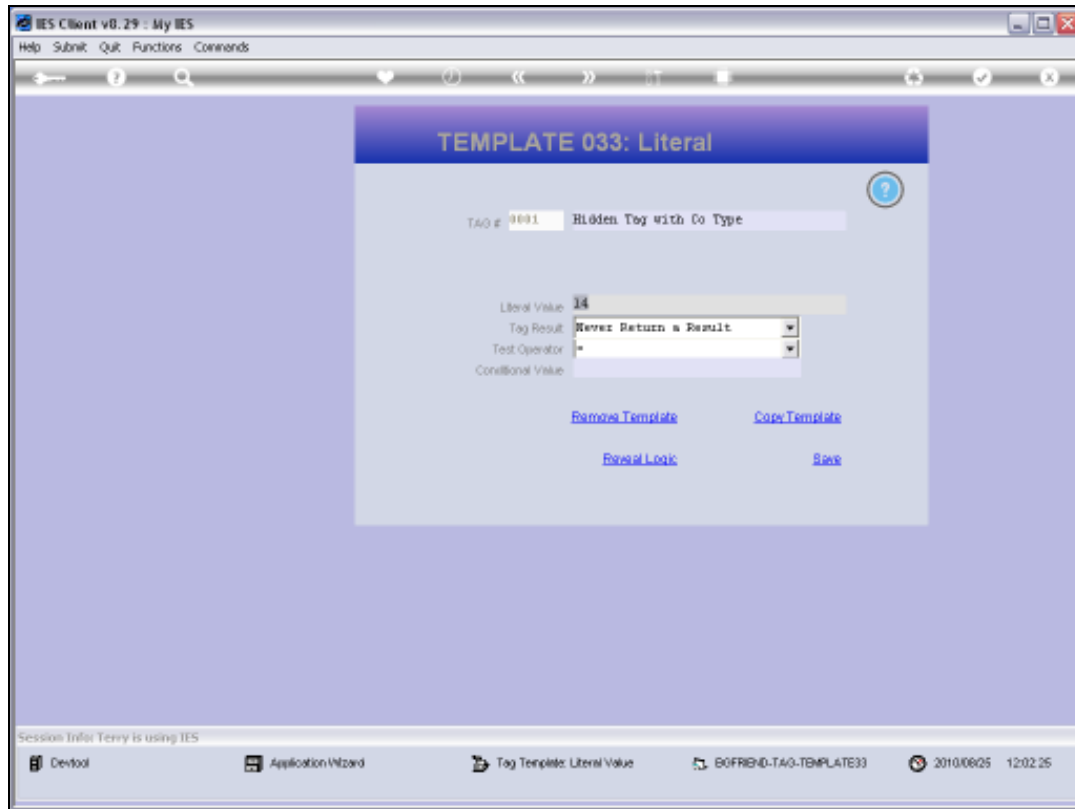 IES Client v8.29 : My IES
Help Submit Quit Functions Commands
TEMPLATE 033: Literal
TAG # 0001 Hidden Tag with Co Type
Literal Value 14
Tag Result Never Return a Result
Test Operator =
Conditional Value
Remove Template Copy Template
Reveal Logic Save
Session Info: Terry is using IES
Devtool Application Wizard Tag Template: Literal Value BGFRIEND-TAG-TEMPLATE33 2010/08/25 12:02:25